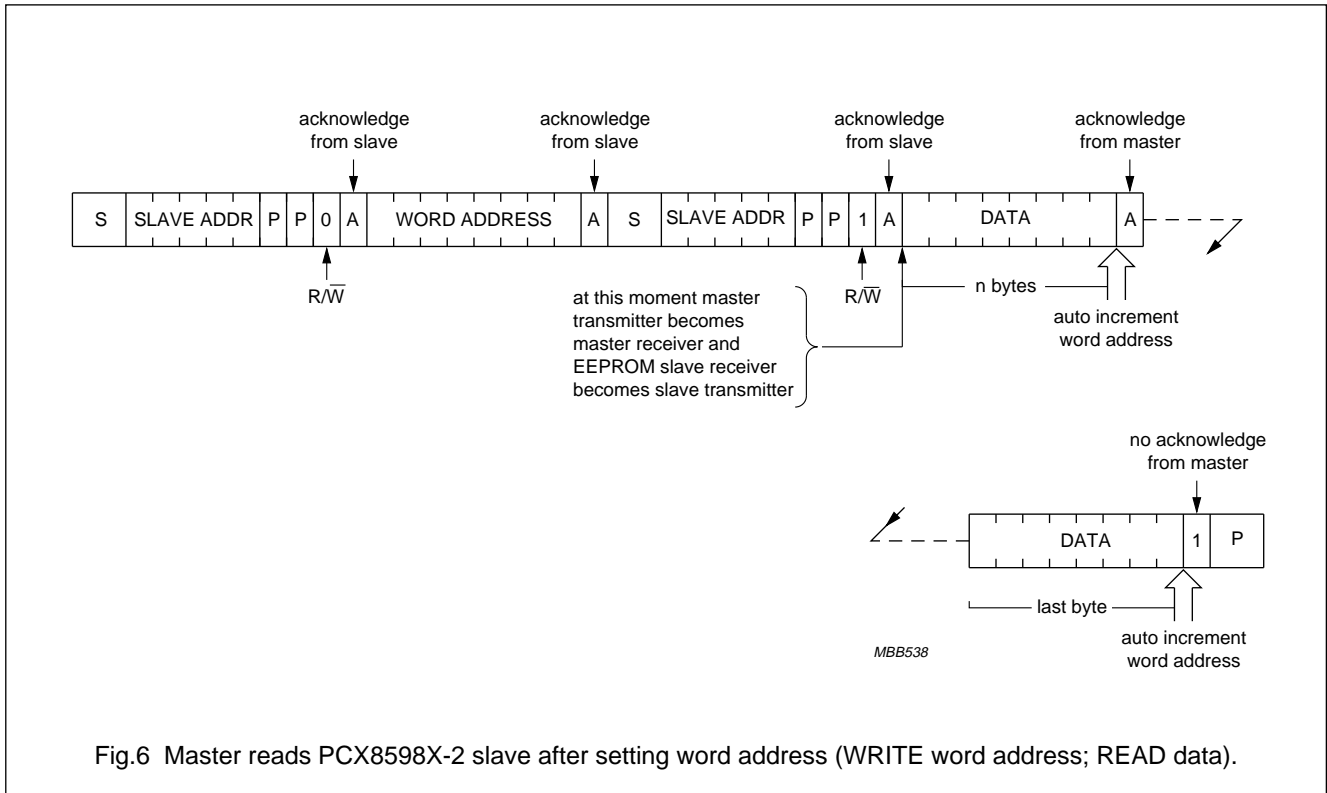 acknowledge from slave
acknowledge from slave
acknowledge from slave
acknowledge from master
S SLAVE ADDR P P 0 A WORD ADDRESS A S SLAVE ADDR P P 1 A DATA A
R/W̅
R/W̅
at this moment master
transmitter becomes
master receiver and
EEPROM slave receiver
becomes slave transmitter
n bytes
auto increment
word address
no acknowledge
from master
DATA 1 P
last byte
auto increment
word address
MBB538
Fig.6 Master reads PCX8598X-2 slave after setting word address (WRITE word address; READ data).